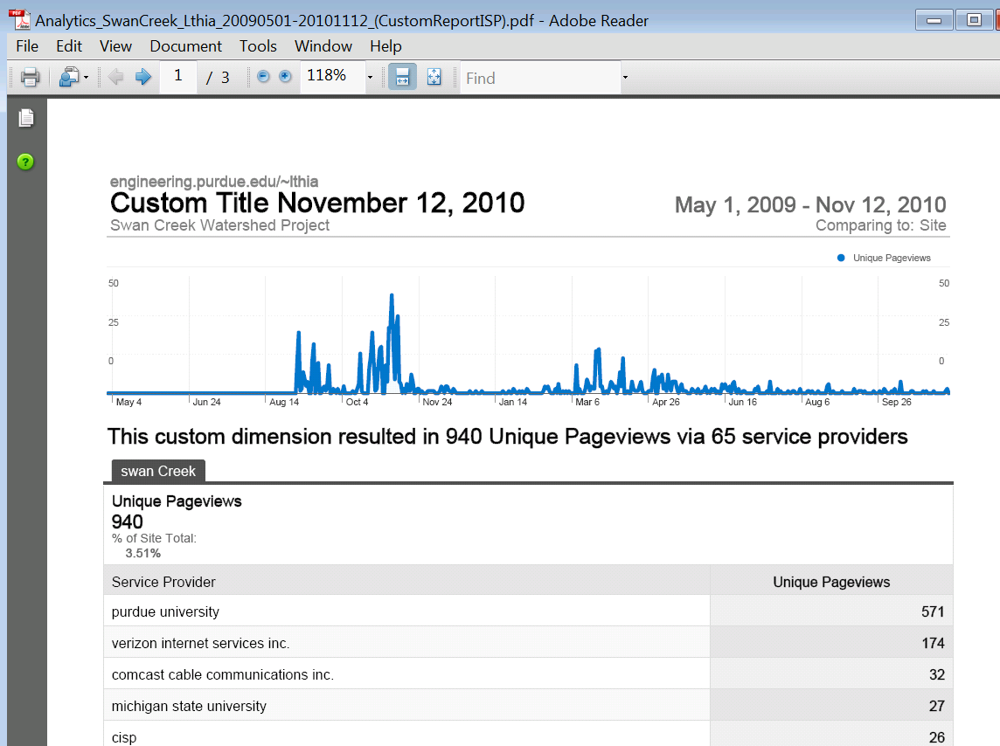 Analytics_SwanCreek_Lthia_20090501-20101112_(CustomReportISP).pdf - Adobe Reader
File Edit View Document Tools Window Help
1 / 3 118% Find
engineering.purdue.edu/~lthia
Custom Title November 12, 2010
May 1, 2009 - Nov 12, 2010
Swan Creek Watershed Project
Comparing to: Site
Unique Pageviews
50 50
25 25
0 0
May 4 Jun 24 Aug 14 Oct 4 Nov 24 Jan 14 Mar 6 Apr 26 Jun 16 Aug 6 Sep 26
This custom dimension resulted in 940 Unique Pageviews via 65 service providers
swan Creek
Unique Pageviews
940
% of Site Total:
3.51%
Service Provider Unique Pageviews
purdue university 571
verizon internet services inc. 174
comcast cable communications inc. 32
michigan state university 27
cisp 26